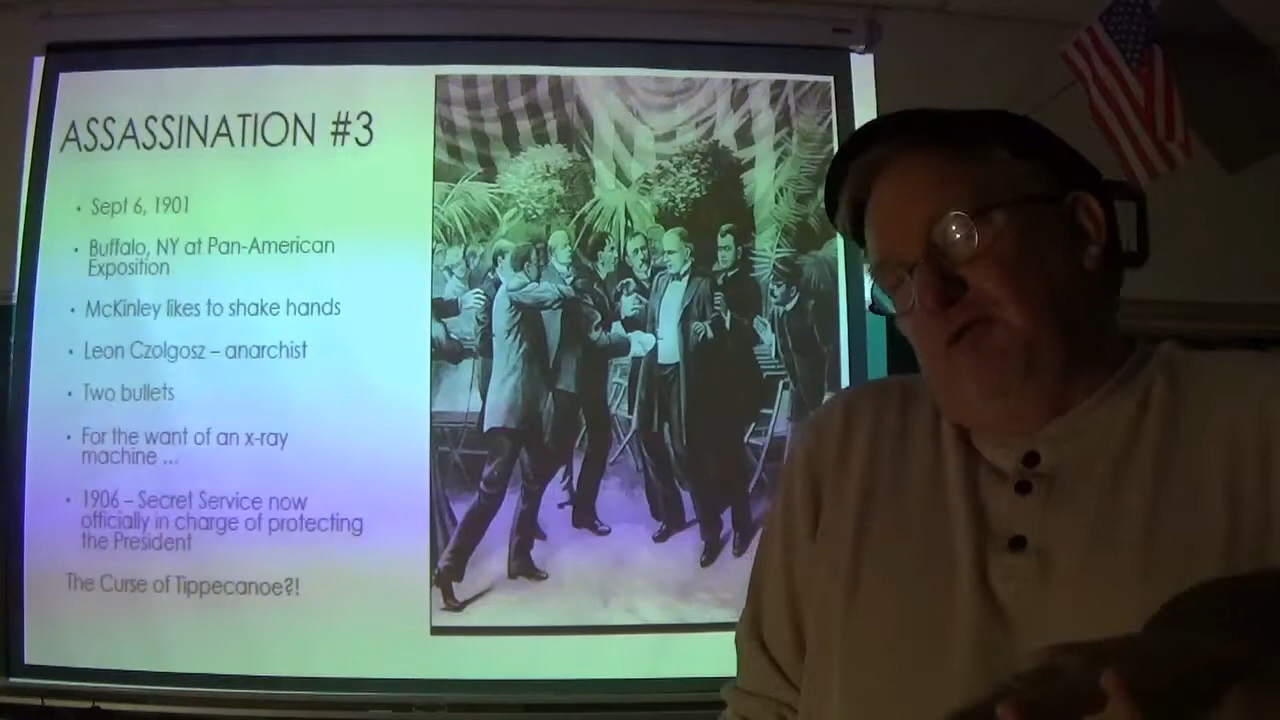 ASSASSINATION #3
• Sept 6, 1901
• Buffalo, NY at Pan-American
Exposition
• McKinley likes to shake hands
• Leon Czolgosz – anarchist
• Two bullets
• For the want of an x-ray
machine ...
• 1906 – Secret Service now
officially in charge of protecting
the President
The Curse of Tippecanoe?!